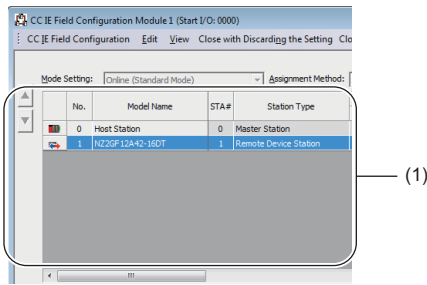 CC IE Field Configuration Module 1 (Start I/O: 0000)
CC IE Field Configuration Edit View Close with Discarding the Setting Clo
Mode Setting: Online (Standard Mode) Assignment Method:
No. Model Name STA# Station Type
0 Host Station 0 Master Station
1 NZ2GF12A42-16DT 1 Remote Device Station
(1)